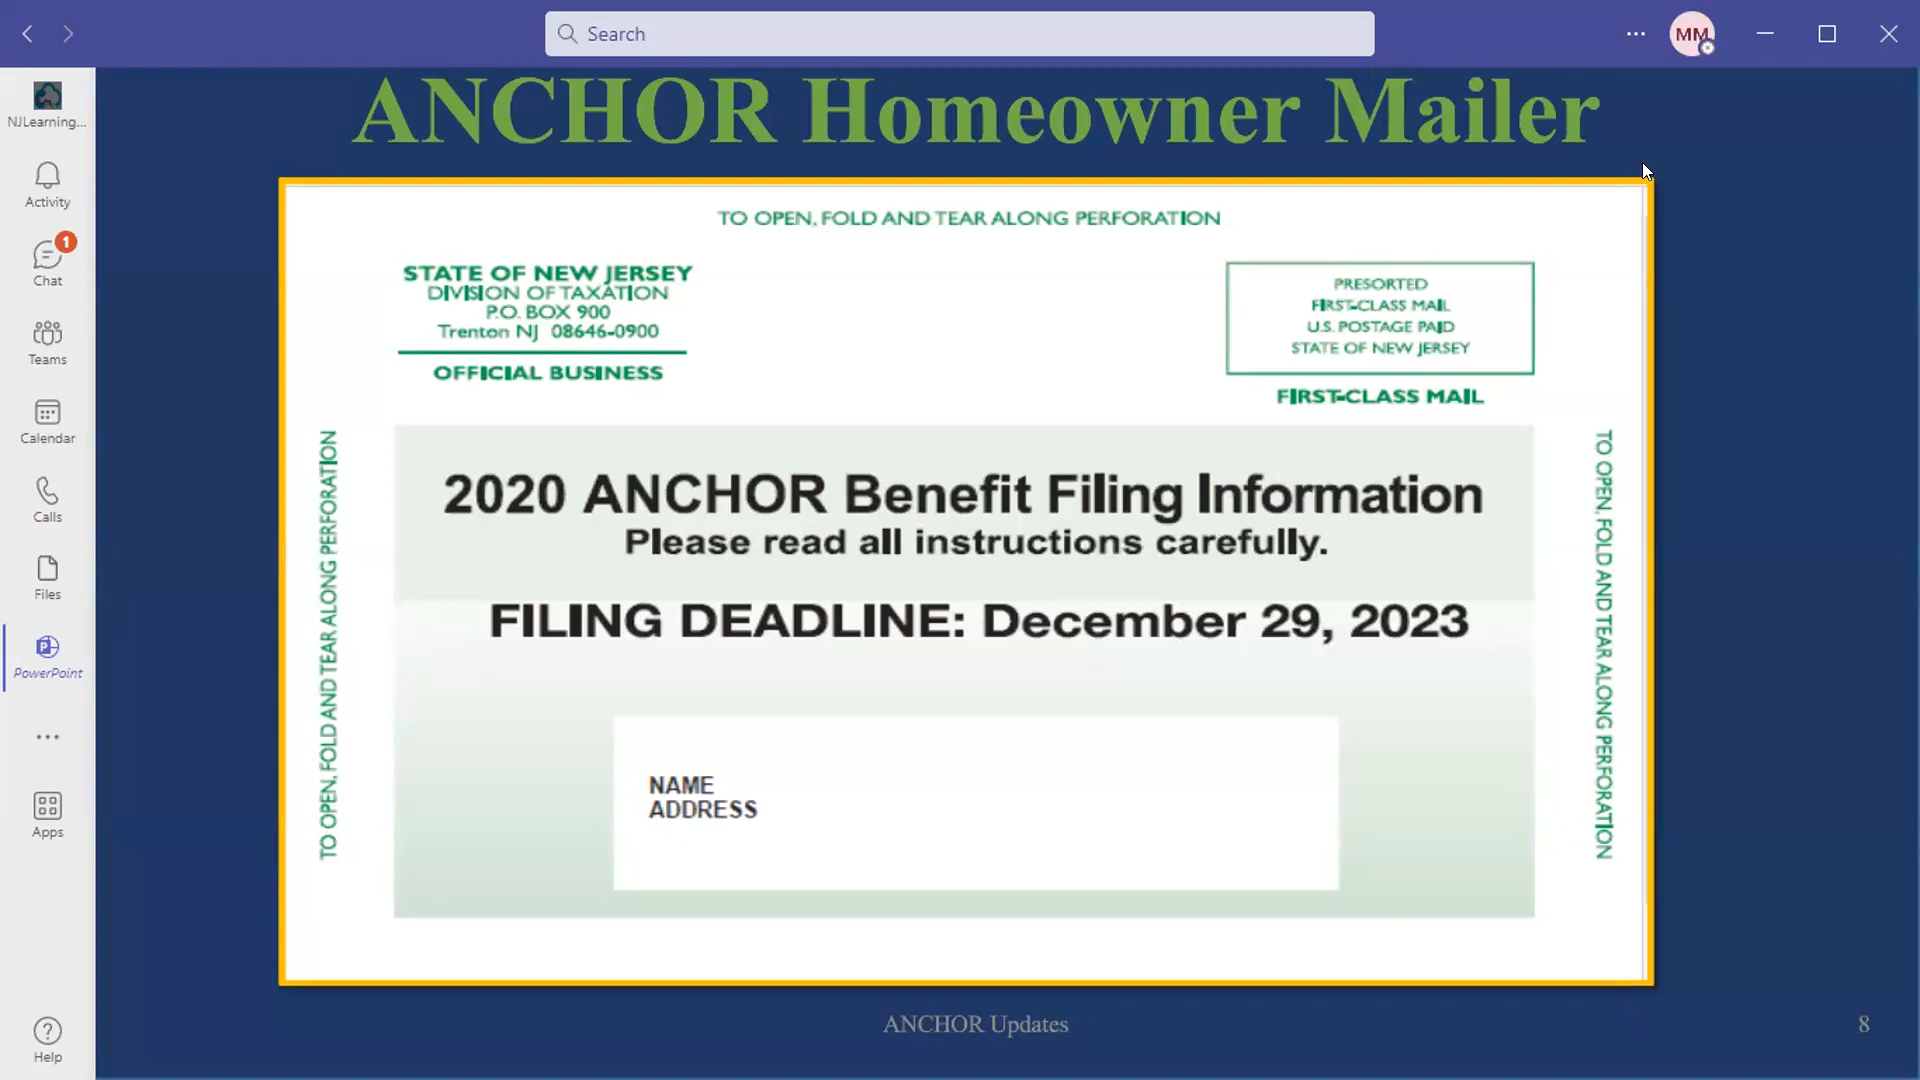 Search
MM
NJLearning...
Activity
1
Chat
Teams
Calendar
Calls
Files
PowerPoint
Apps
Help
ANCHOR Homeowner Mailer
TO OPEN, FOLD AND TEAR ALONG PERFORATION
STATE OF NEW JERSEY
DIVISION OF TAXATION
P.O. BOX 900
Trenton NJ 08646-0900
OFFICIAL BUSINESS
PRESORTED
FIRST-CLASS MAIL
U.S. POSTAGE PAID
STATE OF NEW JERSEY
FIRST-CLASS MAIL
TO OPEN, FOLD AND TEAR ALONG PERFORATION
2020 ANCHOR Benefit Filing Information
Please read all instructions carefully.
FILING DEADLINE: December 29, 2023
NAME
ADDRESS
TO OPEN, FOLD AND TEAR ALONG PERFORATION
ANCHOR Updates
8